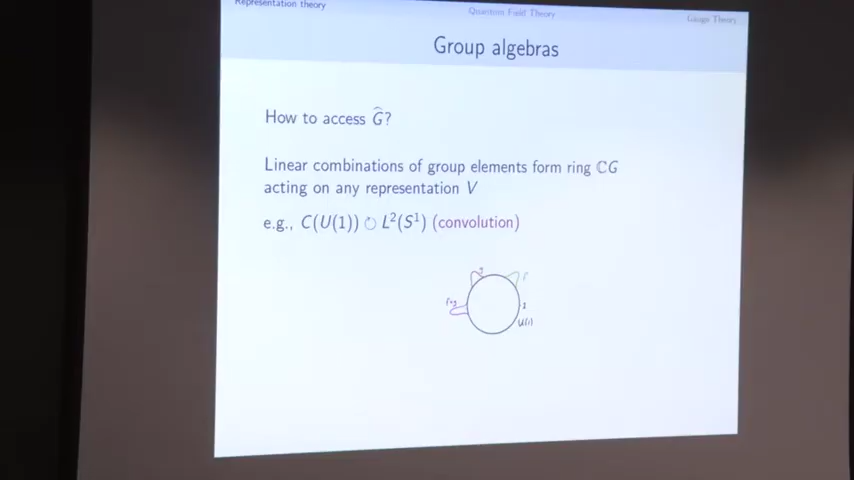 Representation theory
Quantum Field Theory
Gauge Theory
Group algebras
How to access Ĝ?
Linear combinations of group elements form ring ℂG
acting on any representation V
e.g., C(U(1)) ↻ L²(S¹) (convolution)
g
f
f*g
1
U(1)